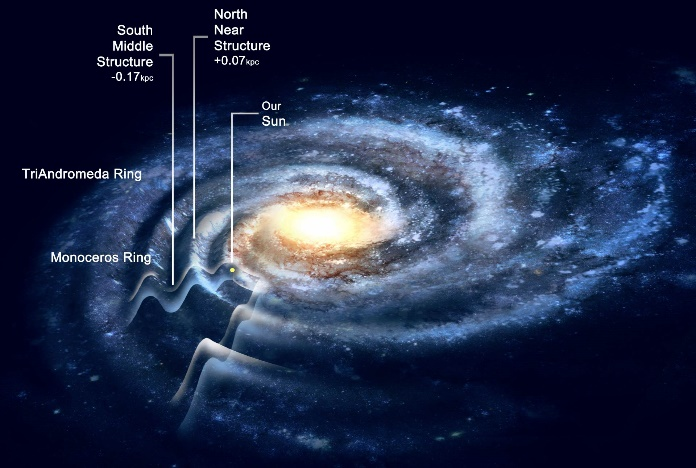 South
Middle
Structure
-0.17kpc
North
Near
Structure
+0.07kpc
Our
Sun
TriAndromeda Ring
Monoceros Ring